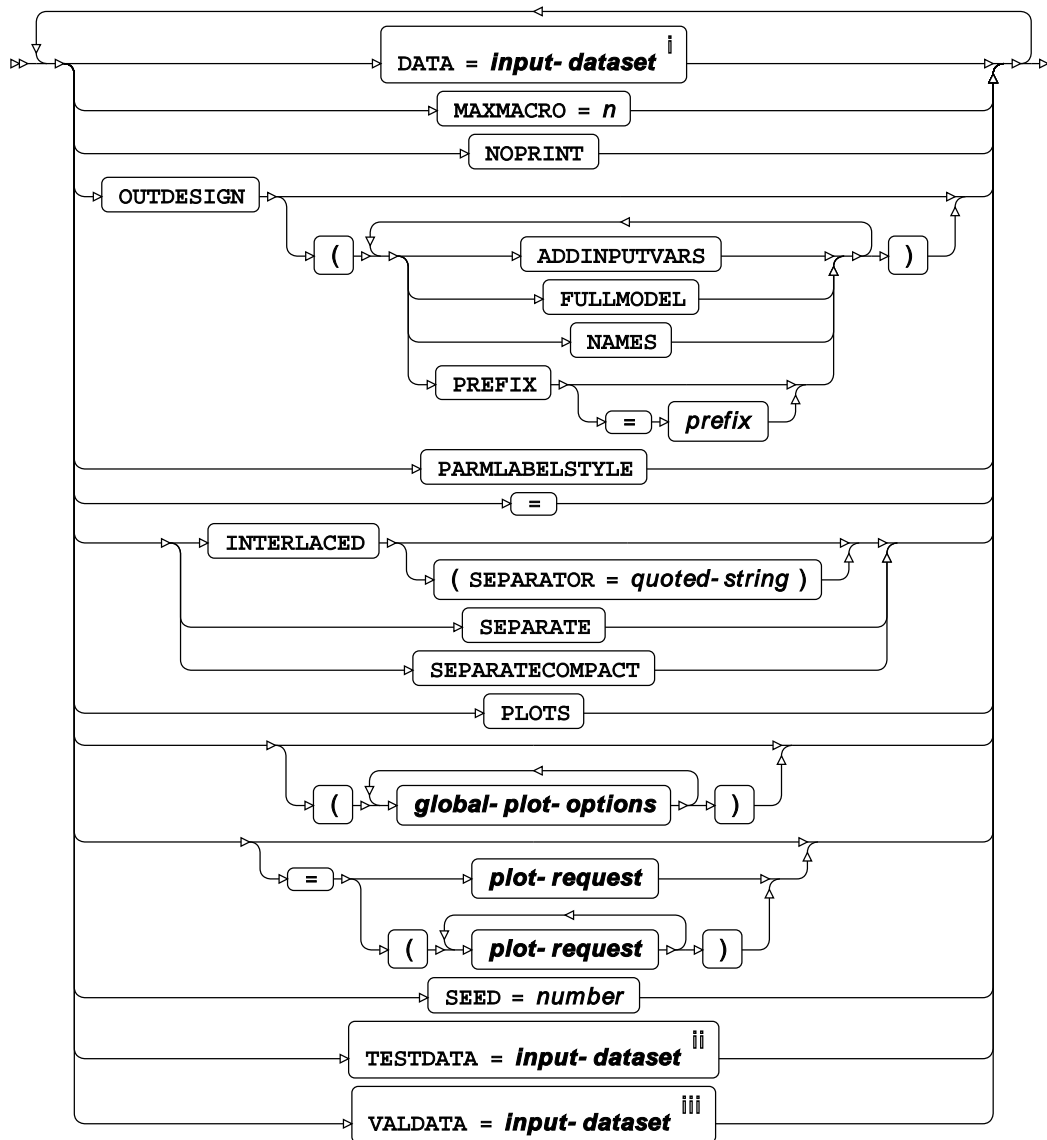 DATA = input-dataset i
MAXMACRO = n
NOPRINT
OUTDESIGN
( ADDINPUTVARS )
FULLMODEL
NAMES
PREFIX
= prefix
PARMLABELSTYLE
=
INTERLACED
( SEPARATOR = quoted-string )
SEPARATE
SEPARATECOMPACT
PLOTS
( global-plot-options )
= plot-request
( plot-request )
SEED = number
TESTDATA = input-dataset ii
VALDATA = input-dataset iii